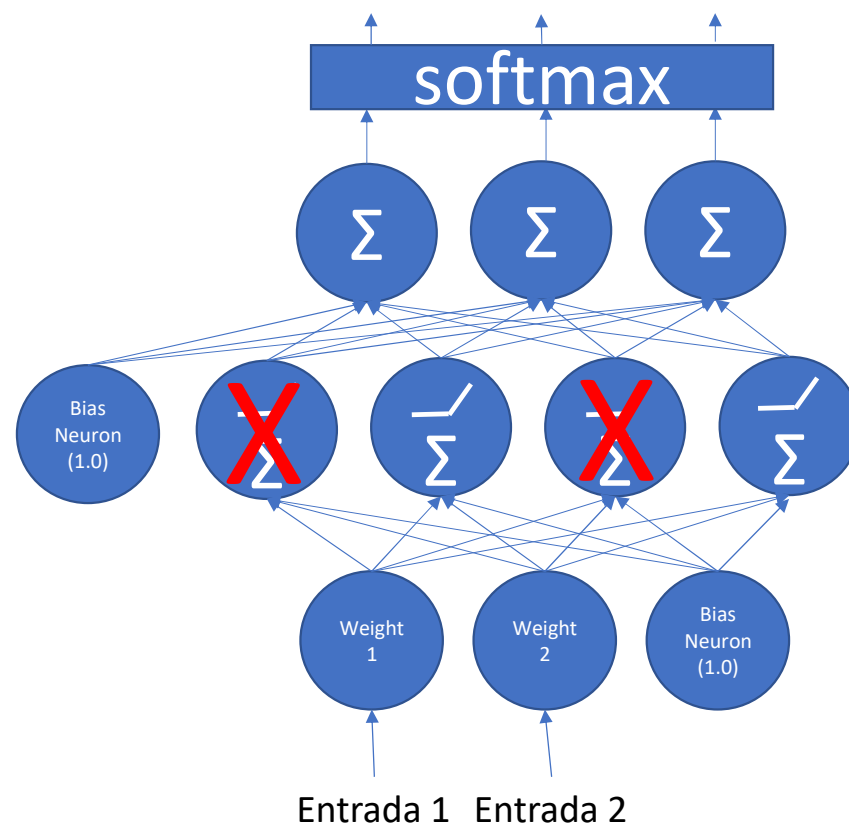 softmax
Σ Σ Σ
Bias
Neuron
(1.0)
Σ Σ Σ Σ
Weight
1
Weight
2
Bias
Neuron
(1.0)
Entrada 1 Entrada 2